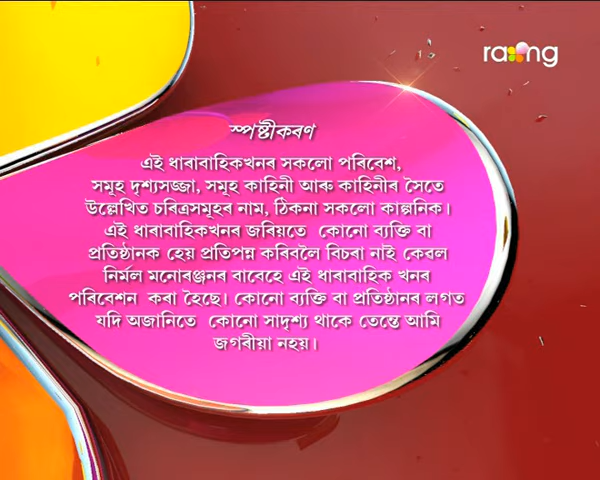 raang
স্পষ্টীকৰণ
এই ধাৰাবাহিকখনৰ সকলো পৰিবেশ,
সমূহ দৃশ্যসজ্জা, সমূহ কাহিনী আৰু কাহিনীৰ সৈতে
উল্লেখিত চৰিত্ৰসমূহৰ নাম, ঠিকনা সকলো কাল্পনিক।
এই ধাৰাবাহিকখনৰ জৰিয়তে কোনো ব্যক্তি বা
প্ৰতিষ্ঠানক হেয় প্ৰতিপন্ন কৰিবলৈ বিচৰা নাই কেৱল
নিৰ্মল মনোৰঞ্জনৰ বাবেহে এই ধাৰাবাহিক খনৰ
পৰিবেশন কৰা হৈছে। কোনো ব্যক্তি বা প্ৰতিষ্ঠানৰ লগত
যদি অজানিতে কোনো সাদৃশ্য থাকে তেন্তে আমি
জগৰীয়া নহয়।